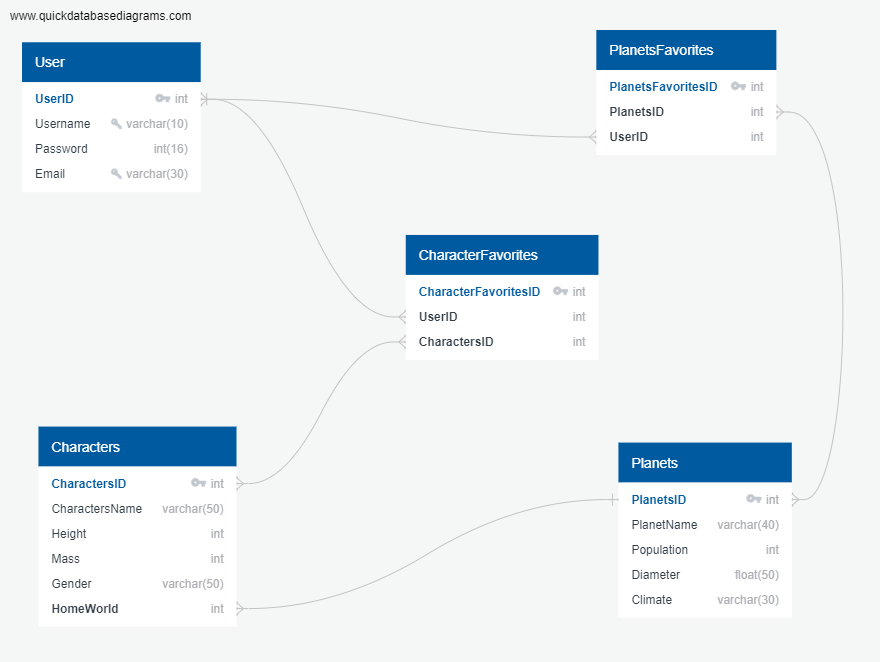 www.quickdatabasediagrams.com
User
UserID int
Username varchar(10)
Password int(16)
Email varchar(30)
PlanetsFavorites
PlanetsFavoritesID int
PlanetsID int
UserID int
CharacterFavorites
CharacterFavoritesID int
UserID int
CharactersID int
Characters
CharactersID int
CharactersName varchar(50)
Height int
Mass int
Gender varchar(50)
HomeWorld int
Planets
PlanetsID int
PlanetName varchar(40)
Population int
Diameter float(50)
Climate varchar(30)